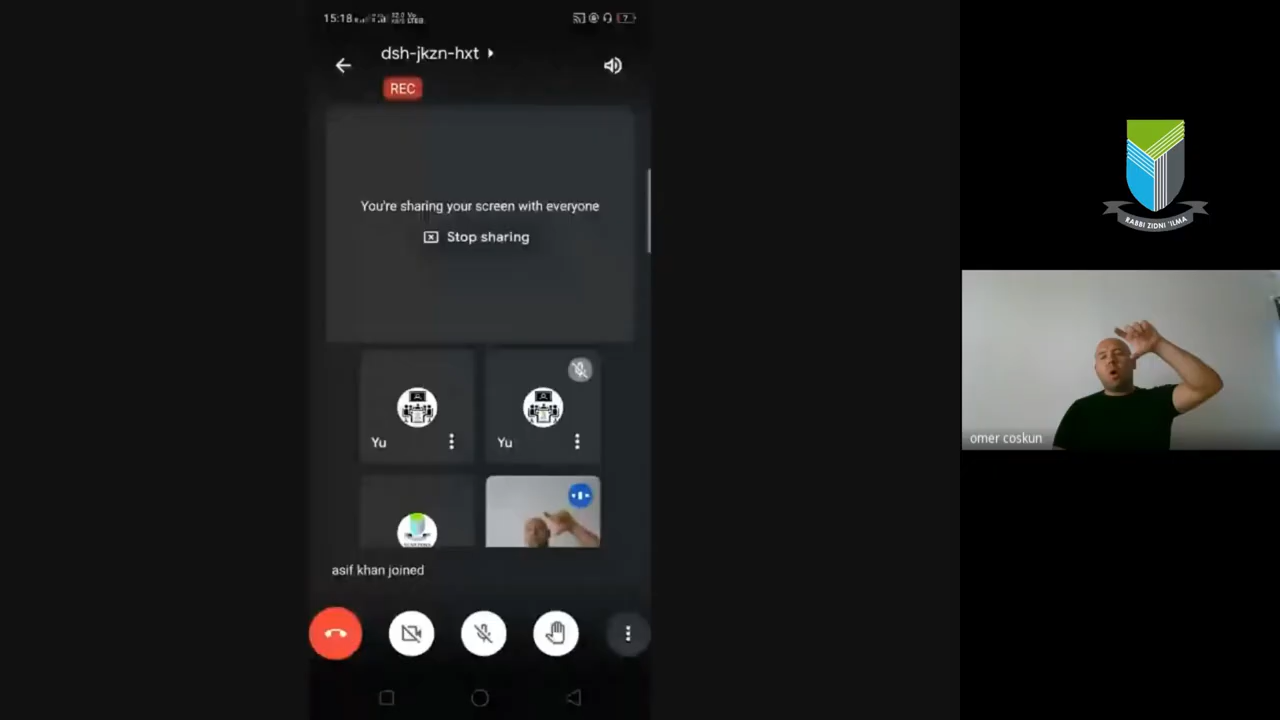 15:18
dsh-jkzn-hxt
REC
You're sharing your screen with everyone
Stop sharing
Yu
Yu
asif khan joined
RABBI ZIDNI 'ILMA
omer coskun